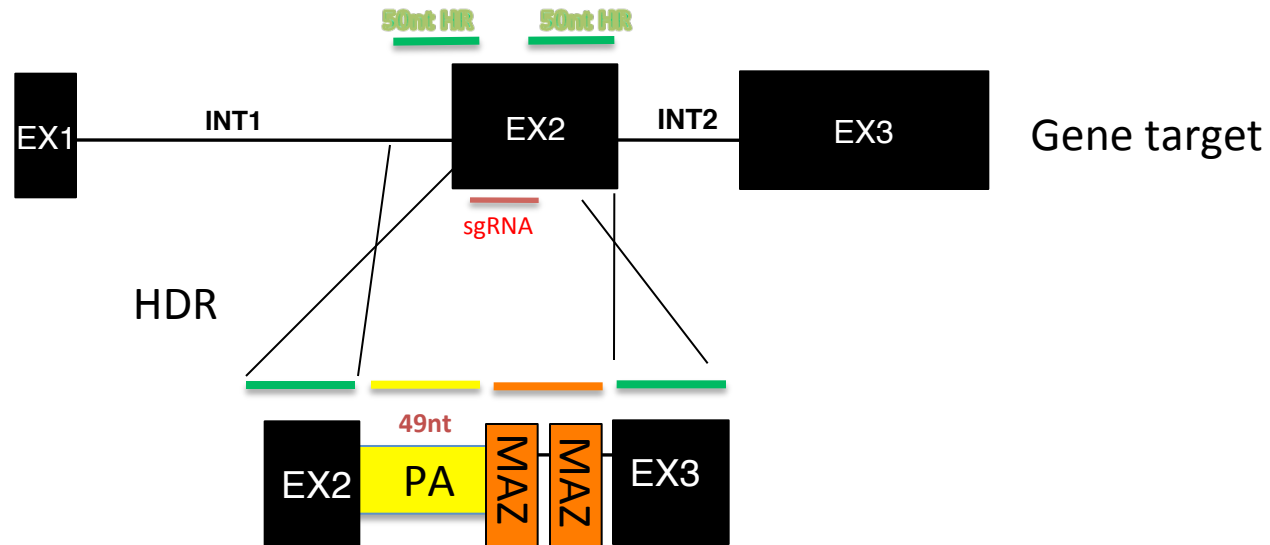 50nt HR 50nt HR
EX1 INT1 EX2 INT2 EX3 Gene target
sgRNA
HDR
49nt
EX2 PA MAZ MAZ EX3